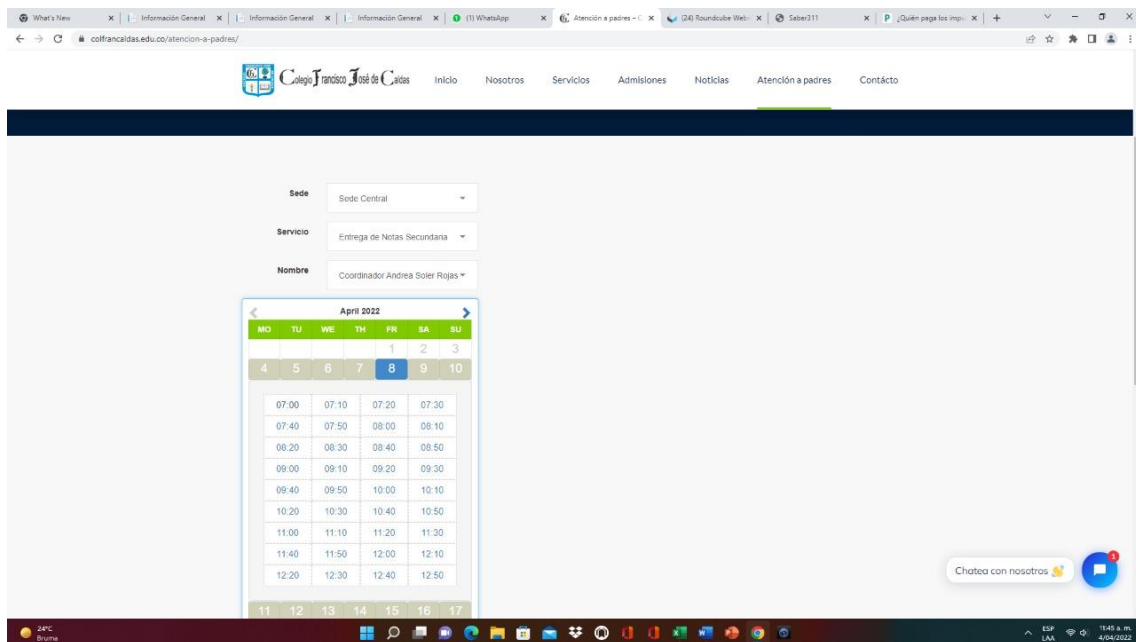 What's New
Información General
Información General
Información General
(1) WhatsApp
Atención a padres – C
(24) Roundcube Web
Saber311
¿Quién paga los impu
colfrancaldas.edu.co/atencion-a-padres/
Colegio Francisco José de Caldas
Inicio Nosotros Servicios Admisiones Noticias Atención a padres Contácto
Sede Sede Central
Servicio Entrega de Notas Secundaria
Nombre Coordinador Andrea Soler Rojas
April 2022
MO TU WE TH FR SA SU
1 2 3
4 5 6 7 8 9 10
07:00 07:10 07:20 07:30
07:40 07:50 08:00 08:10
08:20 08:30 08:40 08:50
09:00 09:10 09:20 09:30
09:40 09:50 10:00 10:10
10:20 10:30 10:40 10:50
11:00 11:10 11:20 11:30
11:40 11:50 12:00 12:10
12:20 12:30 12:40 12:50
11 12 13 14 15 16 17
Chatea con nosotros 👋
1
24°C
Bruma
ESP
LAA
11:45 a. m.
4/04/2022